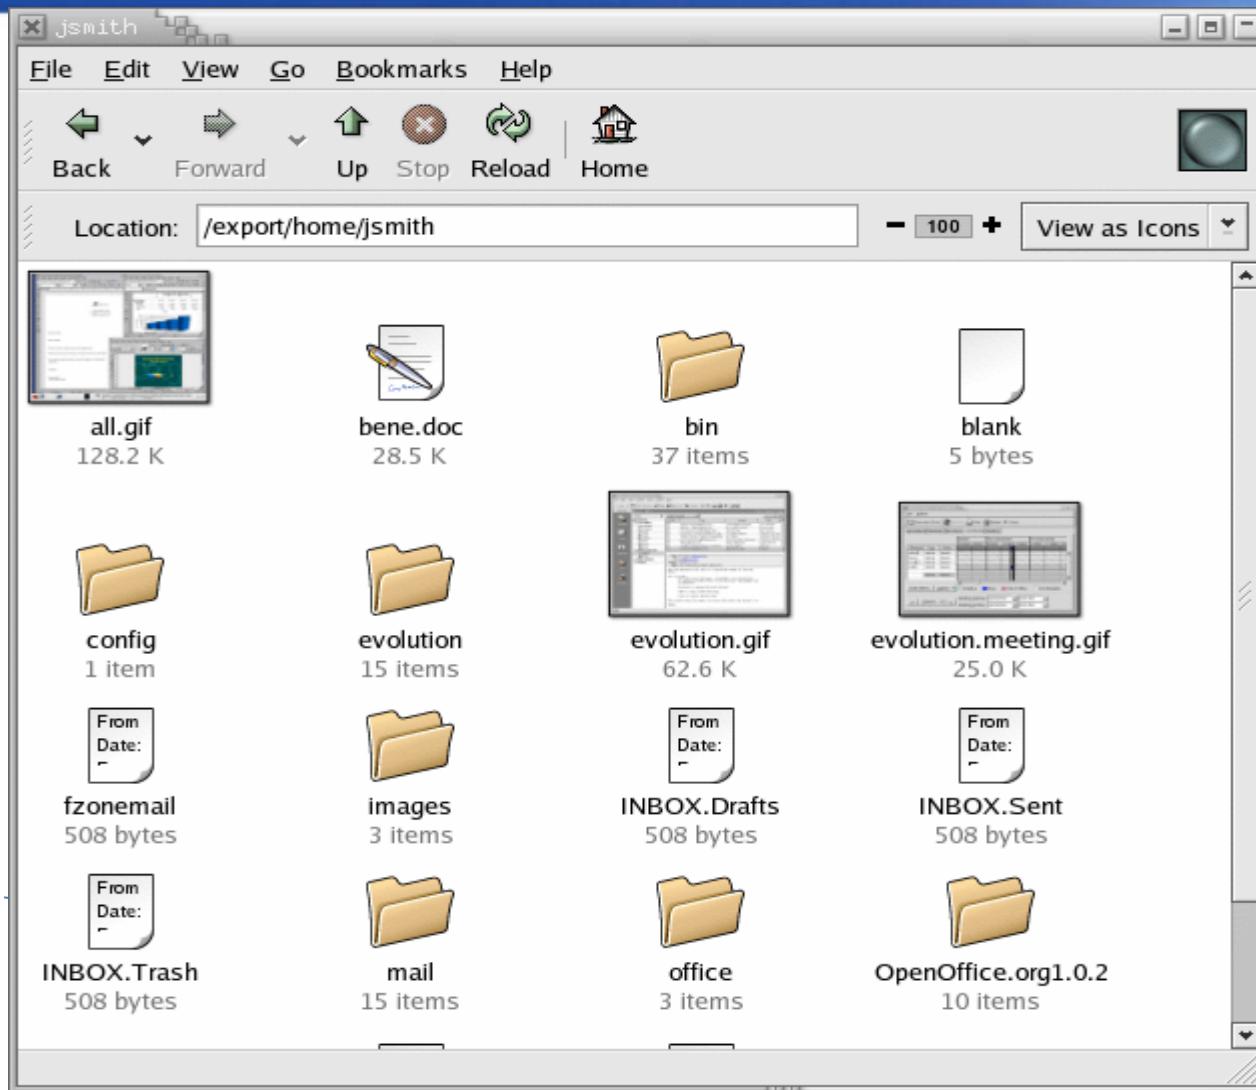 jsmith
File Edit View Go Bookmarks Help
Back Forward Up Stop Reload Home
Location: /export/home/jsmith 100 View as Icons
all.gif bene.doc bin blank
128.2 K 28.5 K 37 items 5 bytes
config evolution evolution.gif evolution.meeting.gif
1 item 15 items 62.6 K 25.0 K
From From From
Date: Date: Date:
fzonemail images INBOX.Drafts INBOX.Sent
508 bytes 3 items 508 bytes 508 bytes
From
Date:
INBOX.Trash mail office OpenOffice.org1.0.2
508 bytes 15 items 3 items 10 items